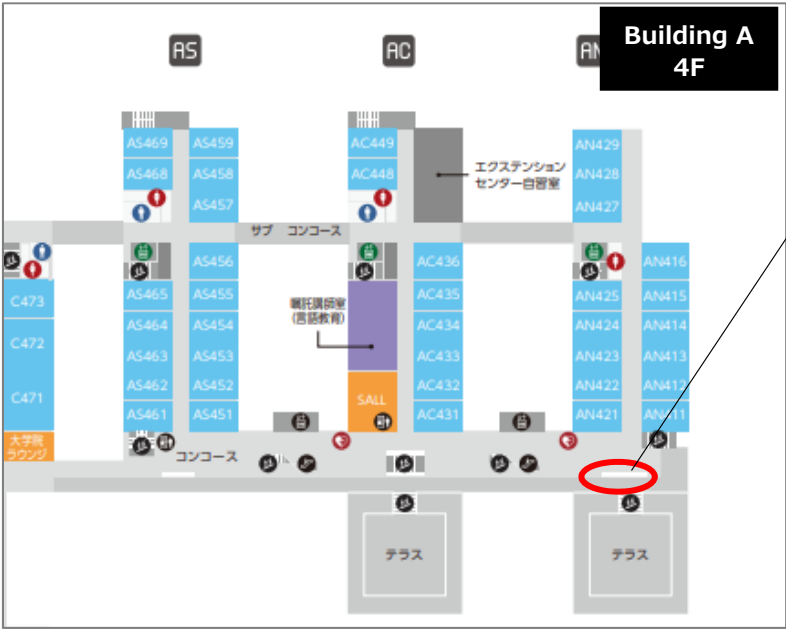 AS
AC
AN
Building A
4F
AS469
AS459
AC449
AN429
AS468
AS458
AC448
エクステンション
センター自習室
AN428
AS457
AN427
サブ コンコース
AS456
AC436
AN416
C473
AS465
AS455
嘱託講師室
(言語教育)
AC435
AN425
AN415
AS464
AS454
AC434
AN424
AN414
C472
AS463
AS453
AC433
AN423
AN413
AS462
AS452
AC432
AN422
AN412
C471
SALL
AS461
AS451
AC431
AN421
AN411
大学院
ラウンジ
コンコース
テラス
テラス